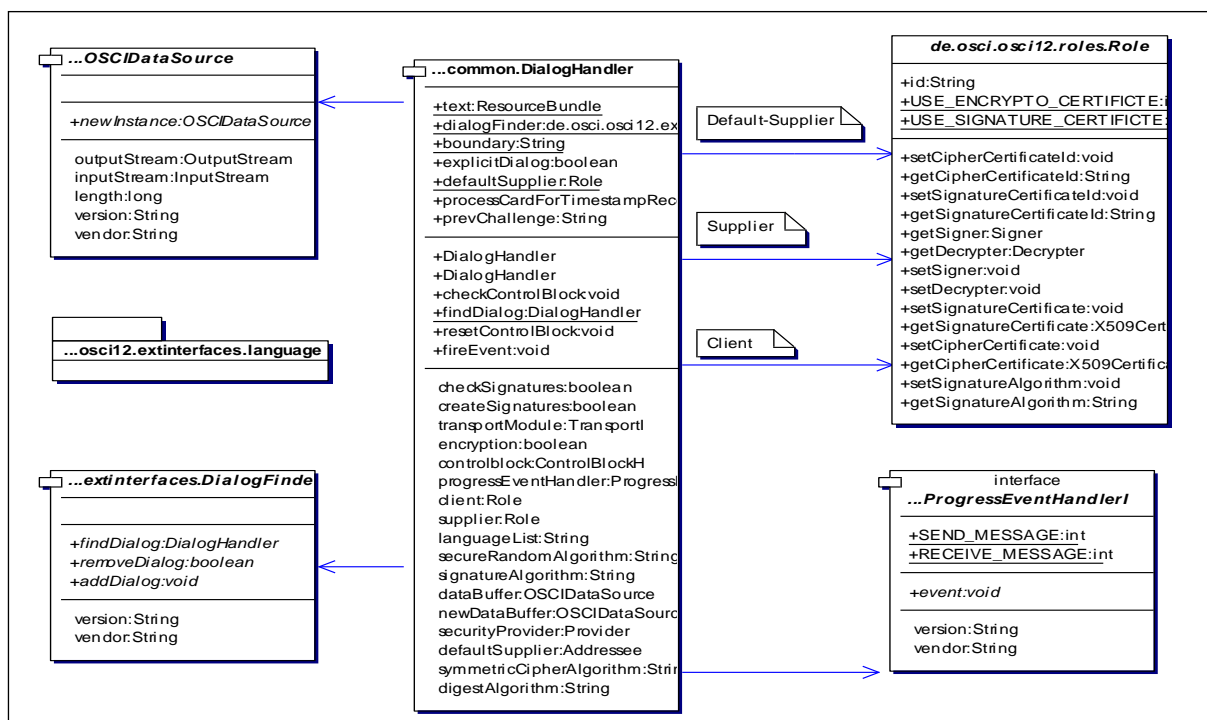 ...OSCIDataSource
+newInstance:OSCIDataSource
outputStream:OutputStream
inputStream:InputStream
length:long
version:String
vendor:String
...osci12.extinterfaces.language
...extinterfaces.DialogFinde
+findDialog:DialogHandler
+removeDialog:boolean
+addDialog:void
version:String
vendor:String
...common.DialogHandler
+text:ResourceBundle
+dialogFinder:de.osci.osci12.ex
+boundary:String
+explicitDialog:boolean
+defaultSupplier:Role
+processCardForTimestampRec
+prevChallenge:String
+DialogHandler
+DialogHandler
+checkControlBlock:void
+findDialog:DialogHandler
+resetControlBlock:void
+fireEvent:void
checkSignatures:boolean
createSignatures:boolean
transportModule:TransportI
encryption:boolean
controlblock:ControlBlockH
progressEventHandler:ProgressE
client:Role
supplier:Role
languageList:String
secureRandomAlgorithm:String
signatureAlgorithm:String
dataBuffer:OSCIDataSource
newDataBuffer:OSCIDataSourc
securityProvider:Provider
defaultSupplier:Addressee
symmetricCipherAlgorithm:Strin
digestAlgorithm:String
Default-Supplier
Supplier
Client
de.osci.osci12.roles.Role
+id:String
+USE_ENCRYPTO_CERTIFICTE:i
+USE_SIGNATURE_CERTIFICTE:
+setCipherCertificateId:void
+getCipherCertificateId:String
+setSignatureCertificateId:void
+getSignatureCertificateId:String
+getSigner:Signer
+getDecrypter:Decrypter
+setSigner:void
+setDecrypter:void
+setSignatureCertificate:void
+getSignatureCertificate:X509Cert
+setCipherCertificate:void
+getCipherCertificate:X509Certific
+setSignatureAlgorithm:void
+getSignatureAlgorithm:String
interface
...ProgressEventHandlerI
+SEND_MESSAGE:int
+RECEIVE_MESSAGE:int
+event:void
version:String
vendor:String